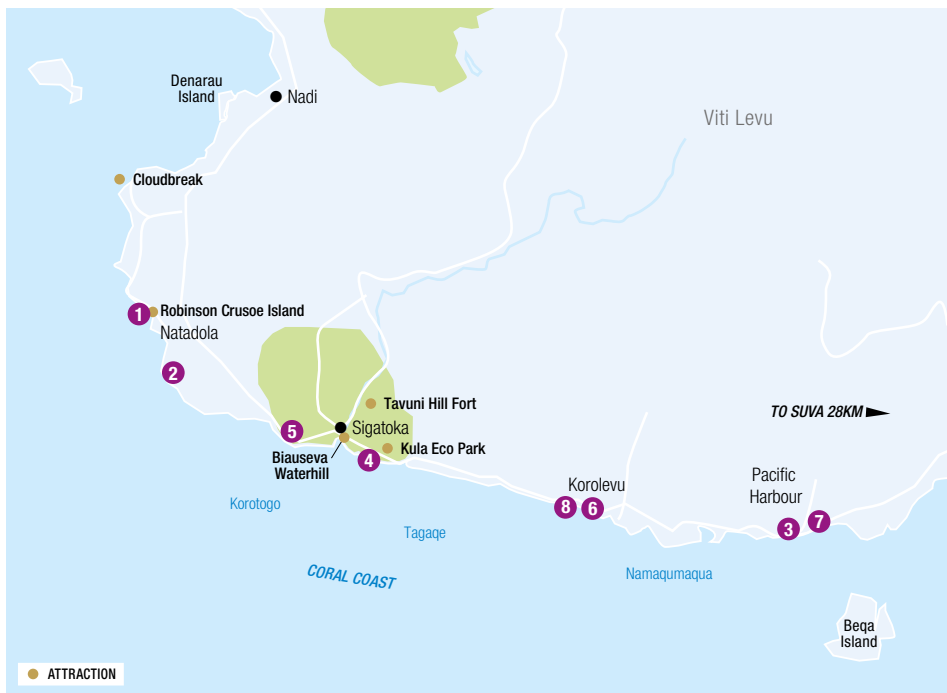 Denarau
Island
Nadi
Viti Levu
Cloudbreak
1
Robinson Crusoe Island
Natadola
2
Tavuni Hill Fort
TO SUVA 28KM
5
Sigatoka
Kula Eco Park
Biauseva
Waterhill
4
Pacific
Harbour
Korolevu
Korotogo
8
6
3
7
Tagaqe
CORAL COAST
Namaqumaqua
Beqa
Island
ATTRACTION